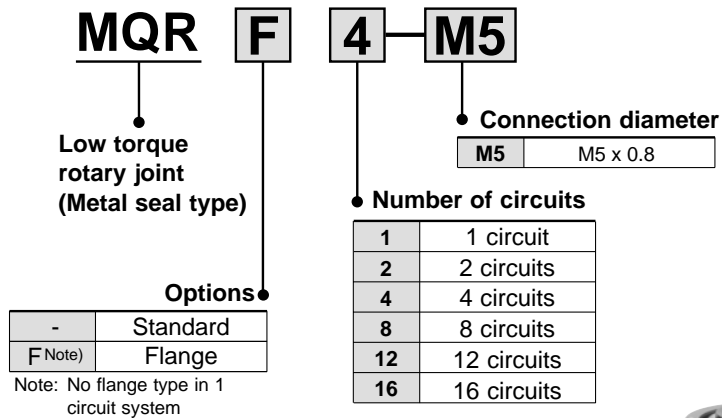 MQR F 4-M5
Low torque
rotary joint
(Metal seal type)
Connection diameter
M5 M5 x 0.8
Number of circuits
1 1 circuit
2 2 circuits
4 4 circuits
8 8 circuits
12 12 circuits
16 16 circuits
Options
- Standard
F Note) Flange
Note: No flange type in 1
circuit system